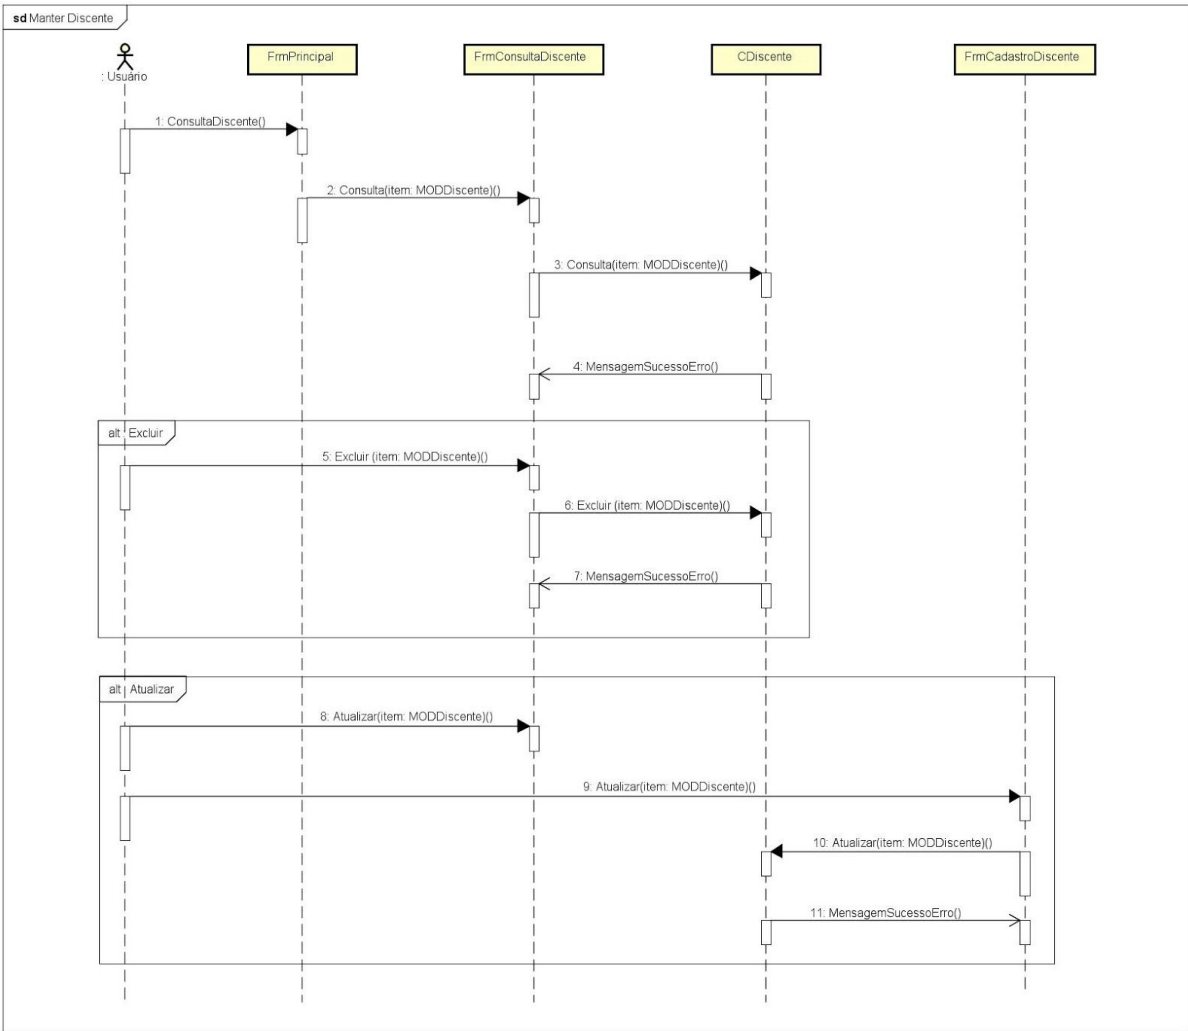 sd Manter Discente
: Usuário
FrmPrincipal
FrmConsultaDiscente
CDiscente
FrmCadastroDiscente
1: ConsultaDiscente()
2: Consulta(item: MODDiscente)()
3: Consulta(item: MODDiscente)()
4: MensagemSucessoErro()
alt : Excluir
5: Excluir (item: MODDiscente)()
6: Excluir (item: MODDiscente)()
7: MensagemSucessoErro()
alt : Atualizar
8: Atualizar(item: MODDiscente)()
9: Atualizar(item: MODDiscente)()
10: Atualizar(item: MODDiscente)()
11: MensagemSucessoErro()